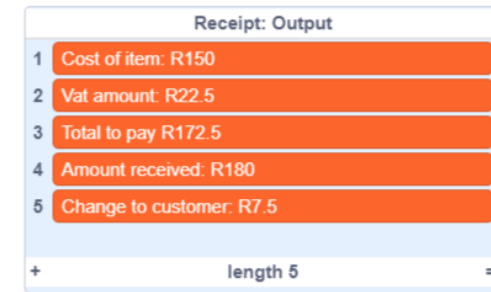 Receipt: Output
1 Cost of item: R150
2 Vat amount: R22.5
3 Total to pay R172.5
4 Amount received: R180
5 Change to customer: R7.5
+ length 5 =